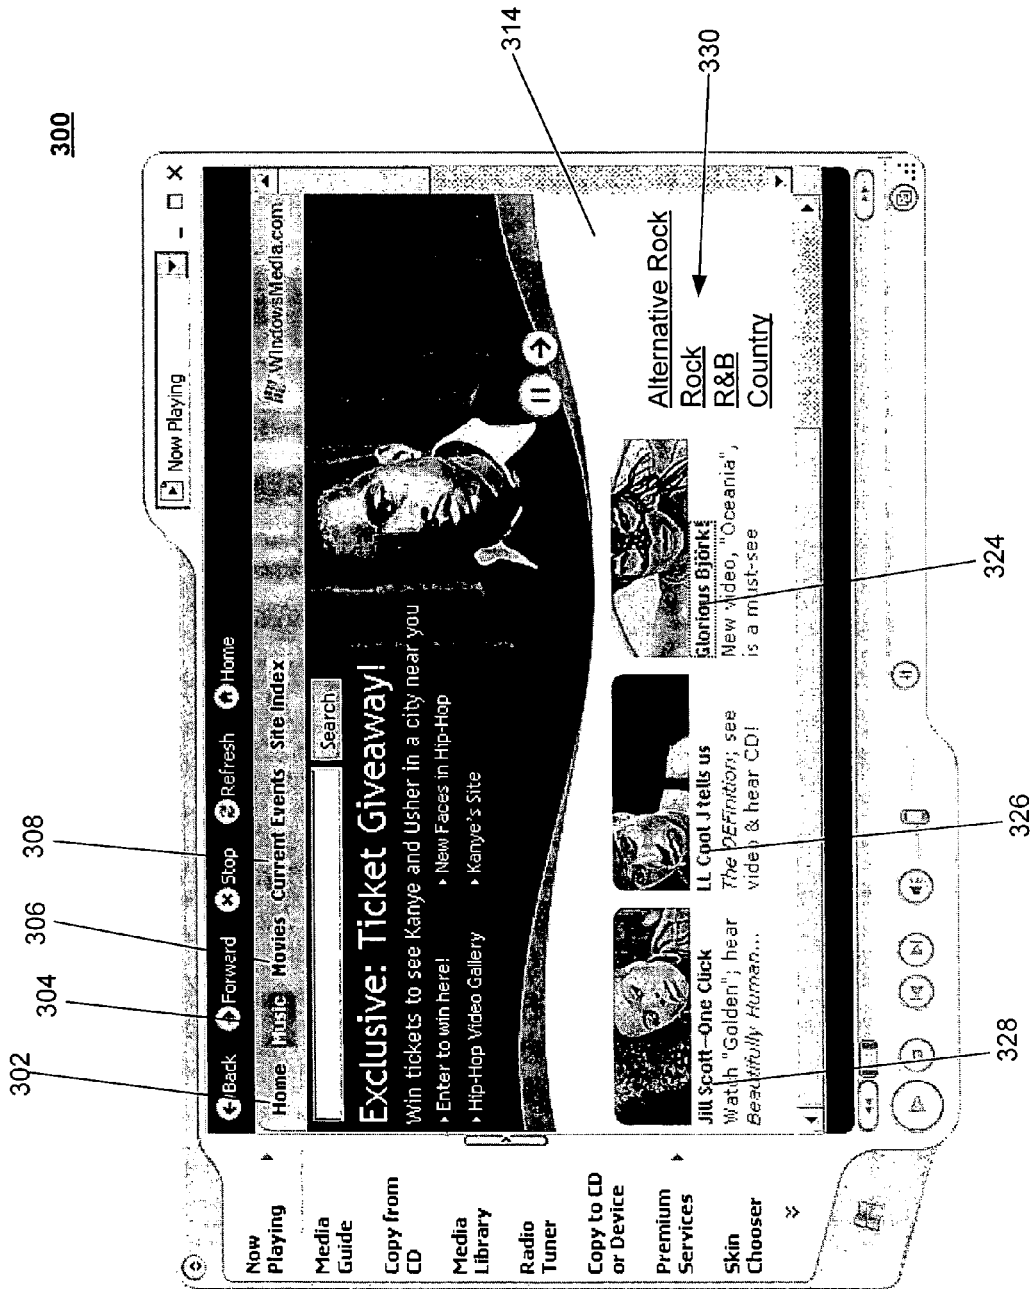 300
302
304
306
308
Now Playing
Back Forward Stop Refresh Home
Home Music Movies Current Events Site Index WindowsMedia.com
Search
Exclusive: Ticket Giveaway!
Win tickets to see Kanye and Usher in a city near you
Enter to win here!
New Faces in Hip-Hop
Hip-Hop Video Gallery
Kanye's Site
Now
Playing
Media
Guide
Copy from
CD
Media
Library
Radio
Tuner
Copy to CD
or Device
Premium
Services
Skin
Chooser
Jill Scott--One Click
Watch "Golden"; hear
Beautifully Human...
LL Cool J tells us
The DEFinition; see
video & hear CD!
Glorious Björk!
New video, "Oceania",
is a must-see
Alternative Rock
Rock
R&B
Country
314
330
328
326
324